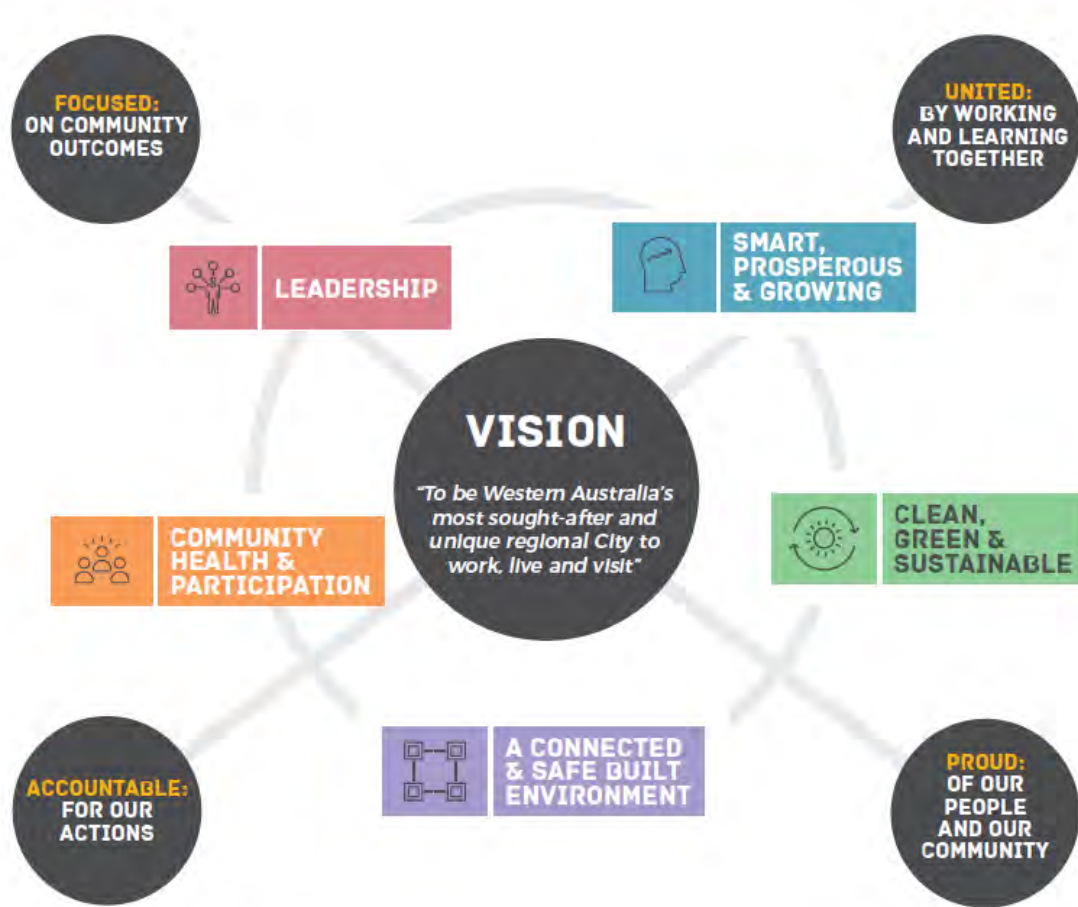 FOCUSED:
ON COMMUNITY
OUTCOMES
UNITED:
BY WORKING
AND LEARNING
TOGETHER
LEADERSHIP
SMART,
PROSPEROUS
& GROWING
VISION
"To be Western Australia's
most sought-after and
unique regional City to
work, live and visit"
COMMUNITY
HEALTH &
PARTICIPATION
CLEAN,
GREEN &
SUSTAINABLE
A CONNECTED
& SAFE BUILT
ENVIRONMENT
ACCOUNTABLE:
FOR OUR
ACTIONS
PROUD:
OF OUR
PEOPLE
AND OUR
COMMUNITY